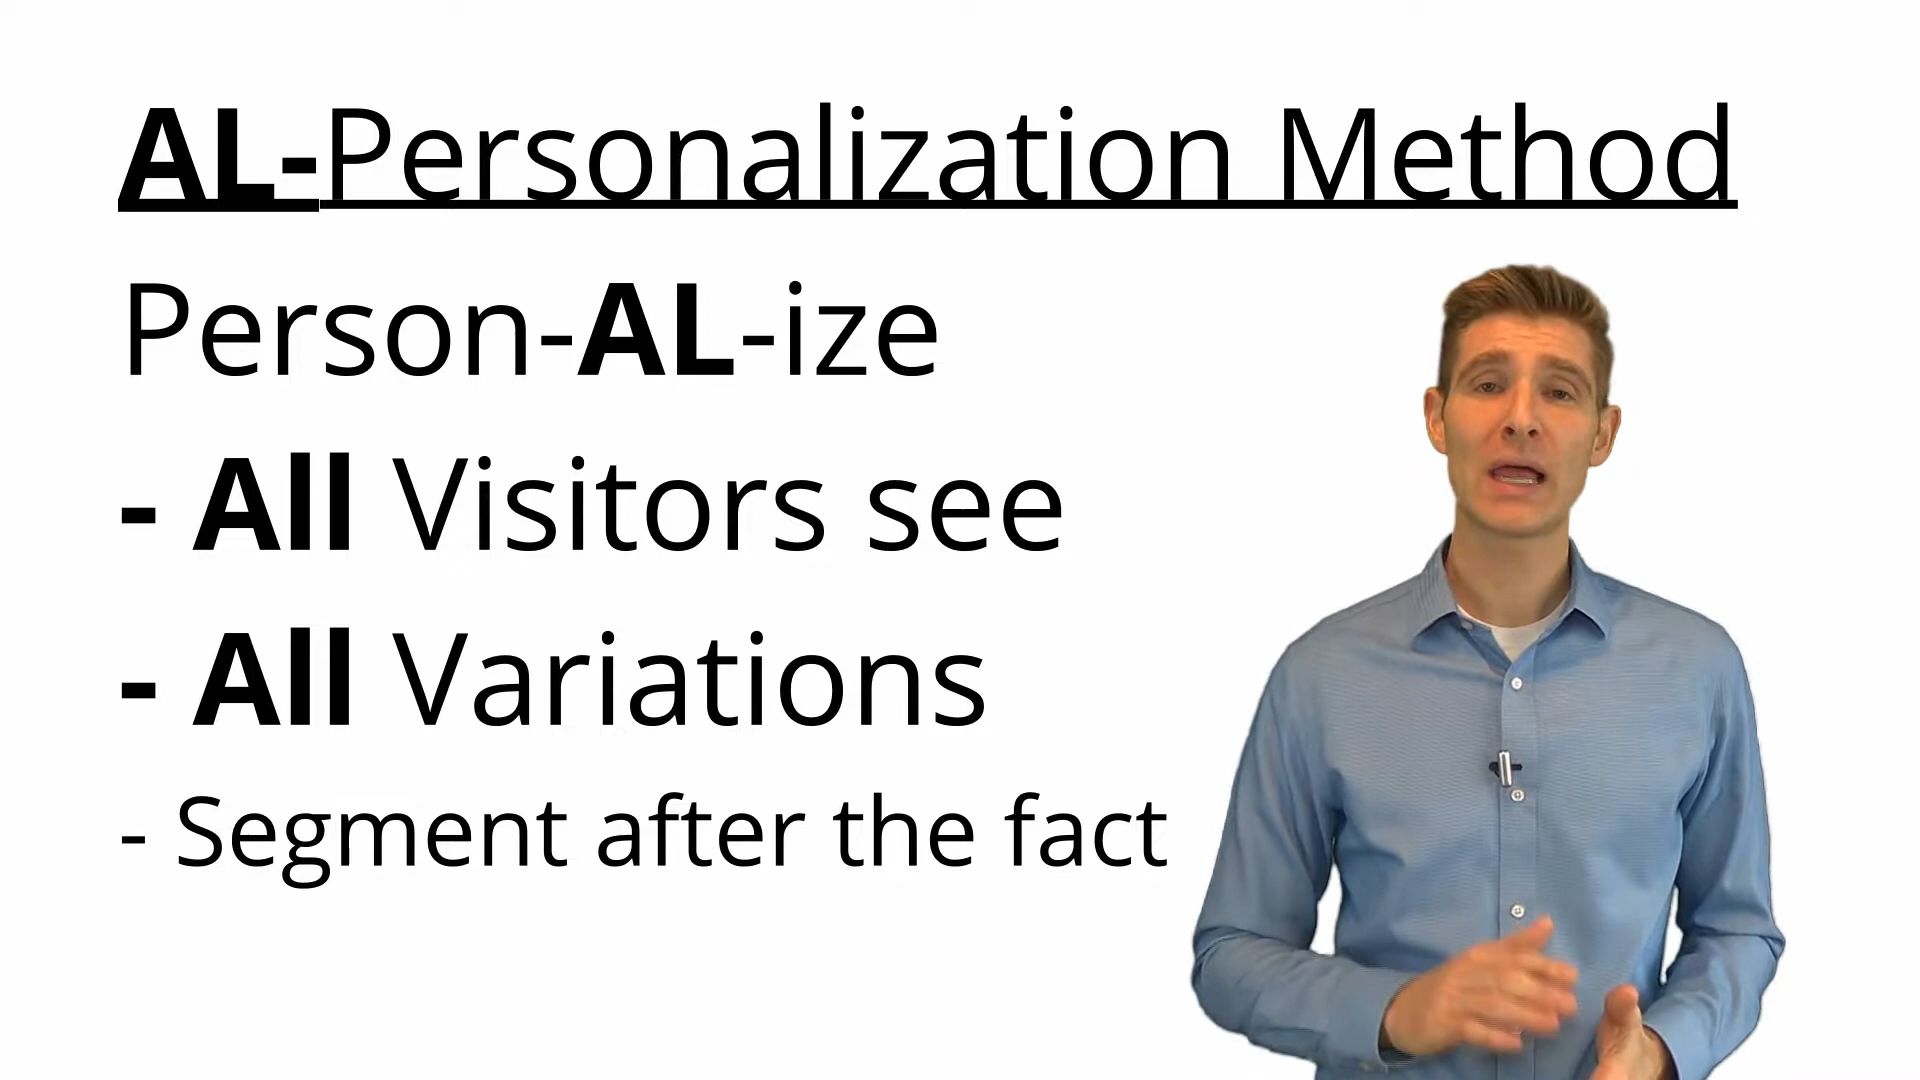 AL-Personalization Method
Person-AL-ize
- All Visitors see
- All Variations
- Segment after the fact